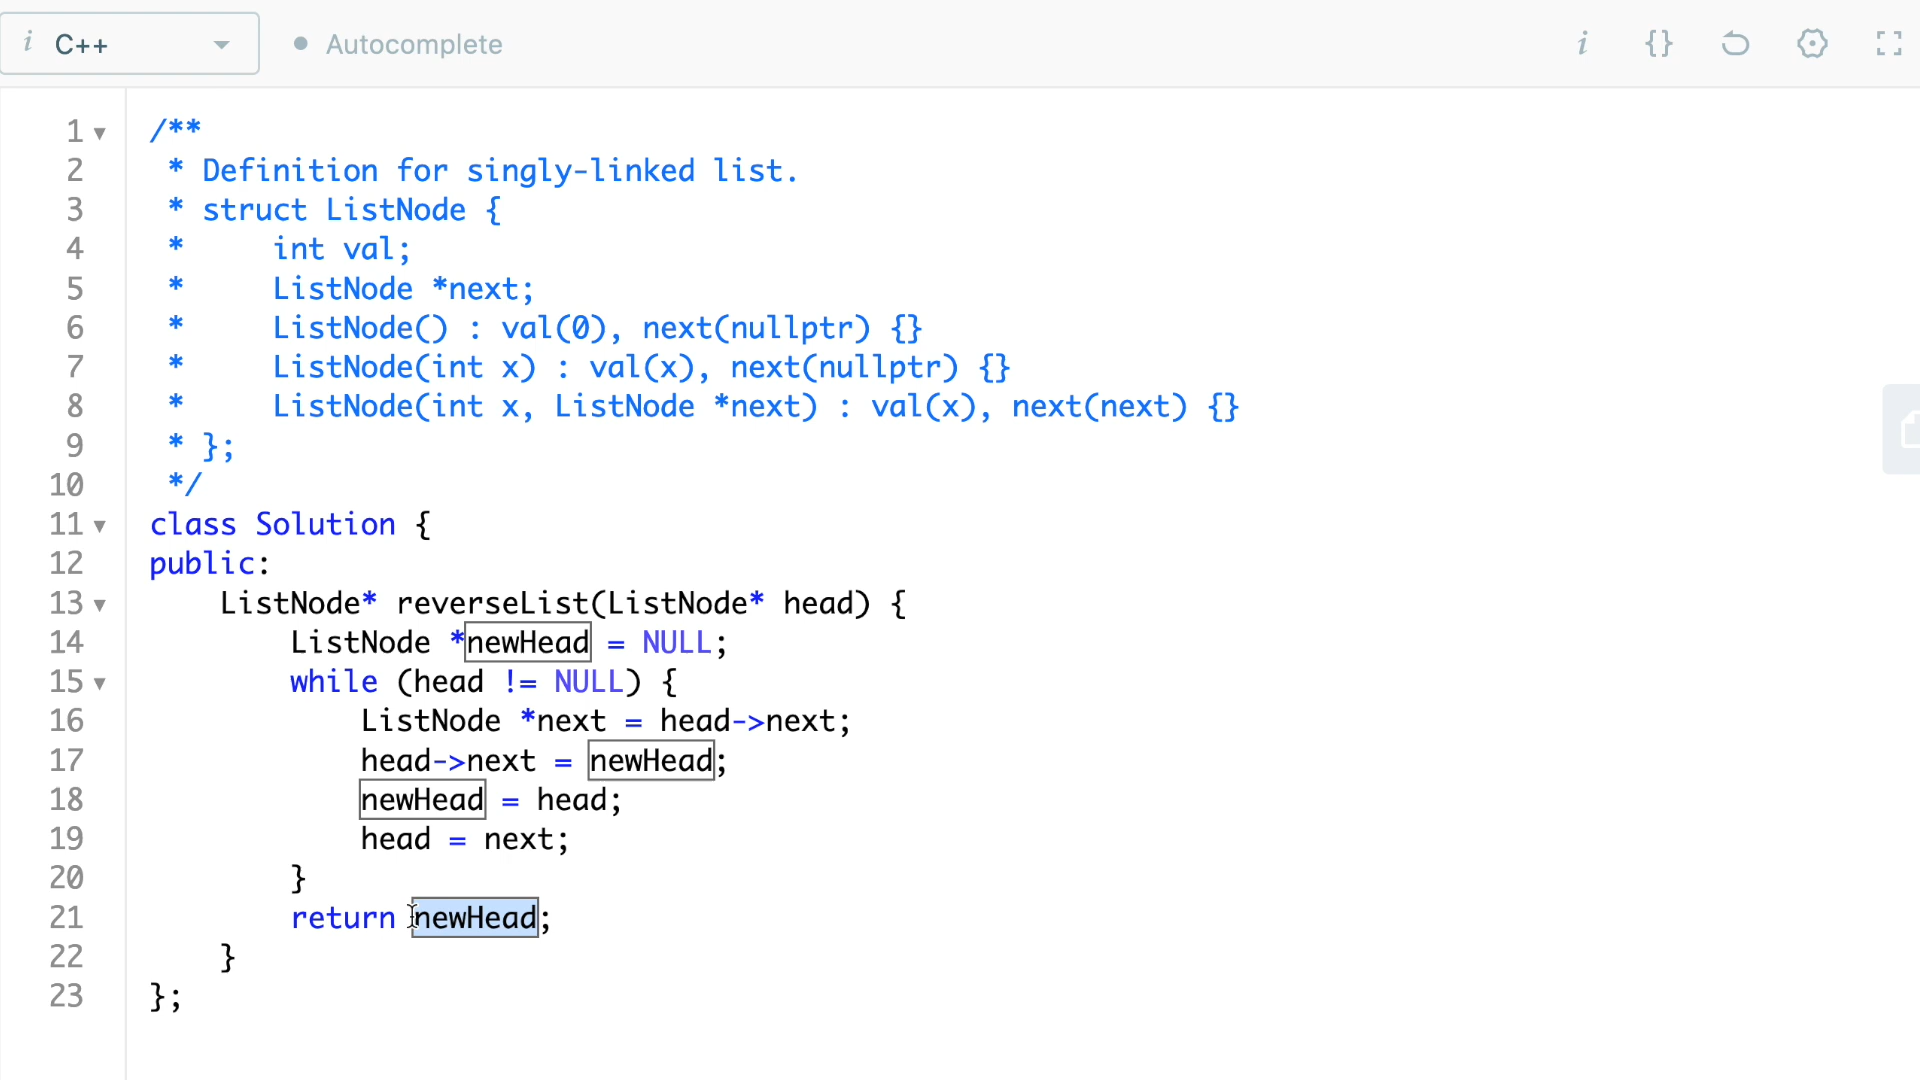 i C++ Autocomplete i {}
1 /**
2  * Definition for singly-linked list.
3  * struct ListNode {
4  *     int val;
5  *     ListNode *next;
6  *     ListNode() : val(0), next(nullptr) {}
7  *     ListNode(int x) : val(x), next(nullptr) {}
8  *     ListNode(int x, ListNode *next) : val(x), next(next) {}
9  * };
10  */
11 class Solution {
12 public:
13     ListNode* reverseList(ListNode* head) {
14         ListNode *newHead = NULL;
15         while (head != NULL) {
16             ListNode *next = head->next;
17             head->next = newHead;
18             newHead = head;
19             head = next;
20         }
21         return newHead;
22     }
23 };